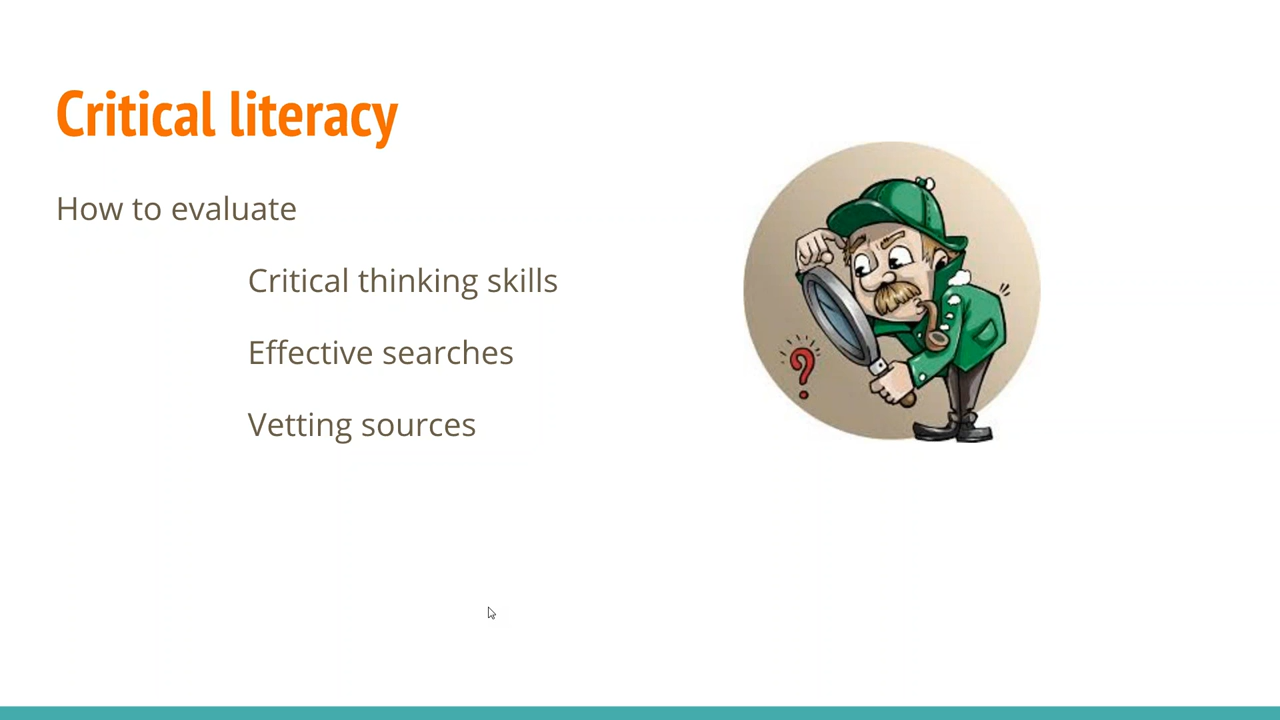 Critical literacy
How to evaluate
Critical thinking skills
Effective searches
Vetting sources
?